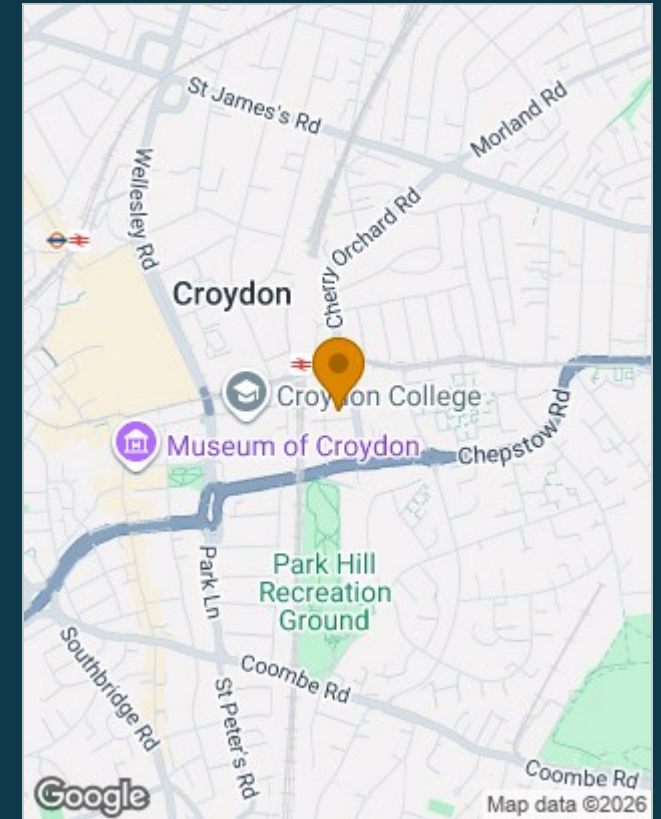 St James's Rd
Morland Rd
Wellesley Rd
Cherry Orchard Rd
Croydon
Croydon College
Museum of Croydon
Chepstow Rd
Park Hill
Recreation
Ground
Park Ln
Southbridge Rd
Coombe Rd
St Peter's Rd
Coombe Rd
Google
Map data ©2026